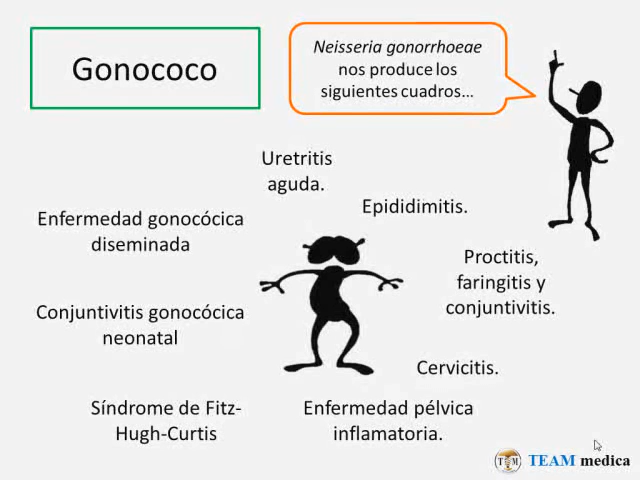 Gonococo
Neisseria gonorrhoeae
nos produce los
siguientes cuadros...
Uretritis
aguda.
Epididimitis.
Enfermedad gonocócica
diseminada
Proctitis,
faringitis y
conjuntivitis.
Conjuntivitis gonocócica
neonatal
Cervicitis.
Síndrome de Fitz-
Hugh-Curtis
Enfermedad pélvica
inflamatoria.
TEAM medica